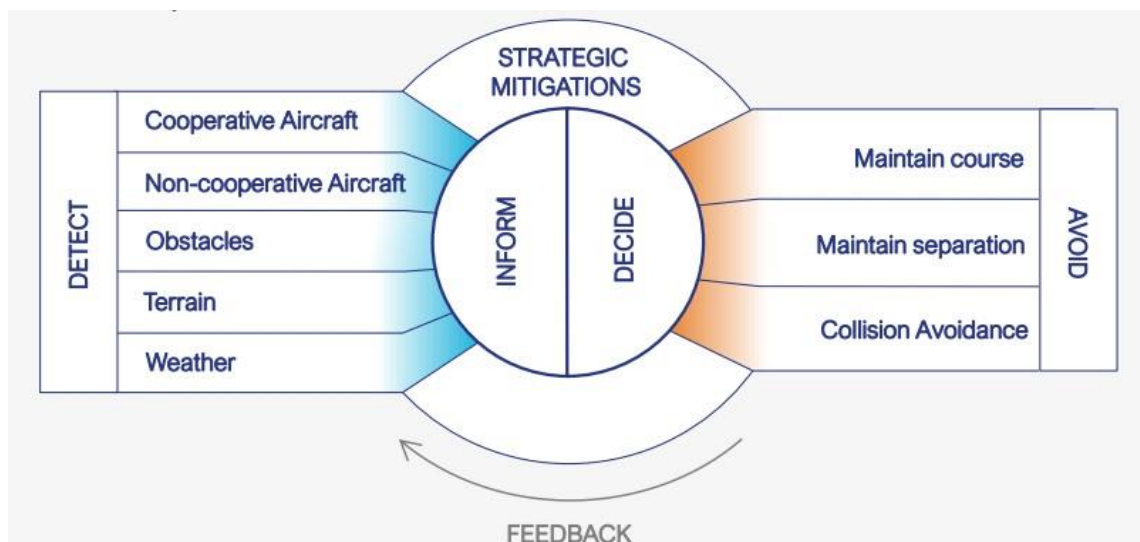 STRATEGIC
MITIGATIONS
DETECT
Cooperative Aircraft
Non-cooperative Aircraft
Obstacles
Terrain
Weather
INFORM
DECIDE
Maintain course
Maintain separation
Collision Avoidance
AVOID
FEEDBACK